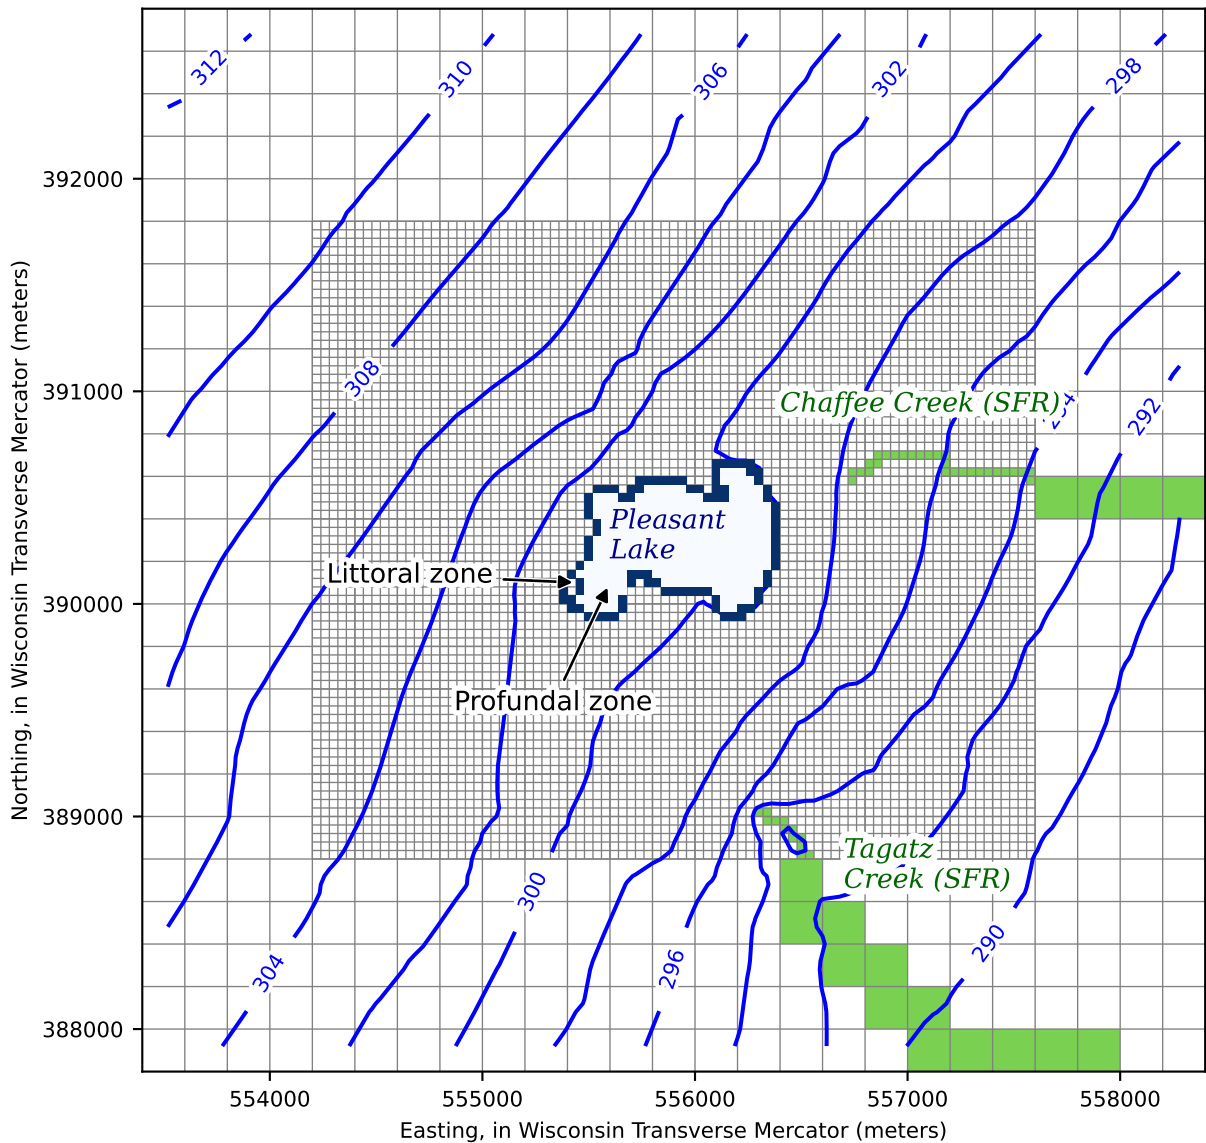 312
310
306
302
298
392000
308
391000
Chaffee Creek (SFR)
294
292
Pleasant
Lake
Littoral zone
390000
Profundal zone
389000
Tagatz
Creek (SFR)
300
304
296
290
388000
554000
555000
556000
557000
558000
Easting, in Wisconsin Transverse Mercator (meters)
Northing, in Wisconsin Transverse Mercator (meters)